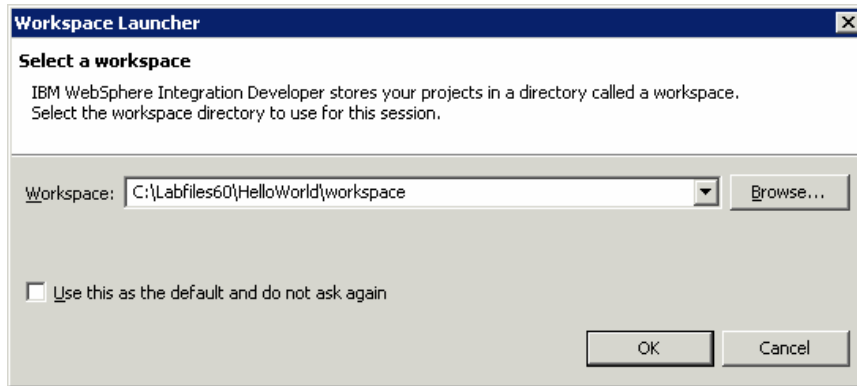 Workspace Launcher
Select a workspace
IBM WebSphere Integration Developer stores your projects in a directory called a workspace.
Select the workspace directory to use for this session.
Workspace: C:\Labfiles60\HelloWorld\workspace Browse...
Use this as the default and do not ask again
OK Cancel